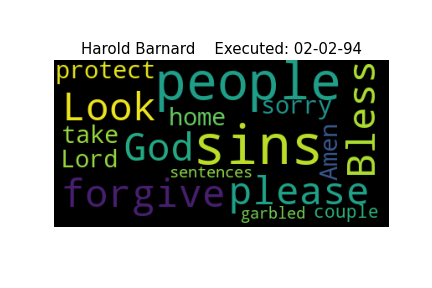 Harold Barnard    Executed: 02-02-94
protect people Bless
Look home sorry
take God sins Amen
Lord sentences
forgive please
garbled couple